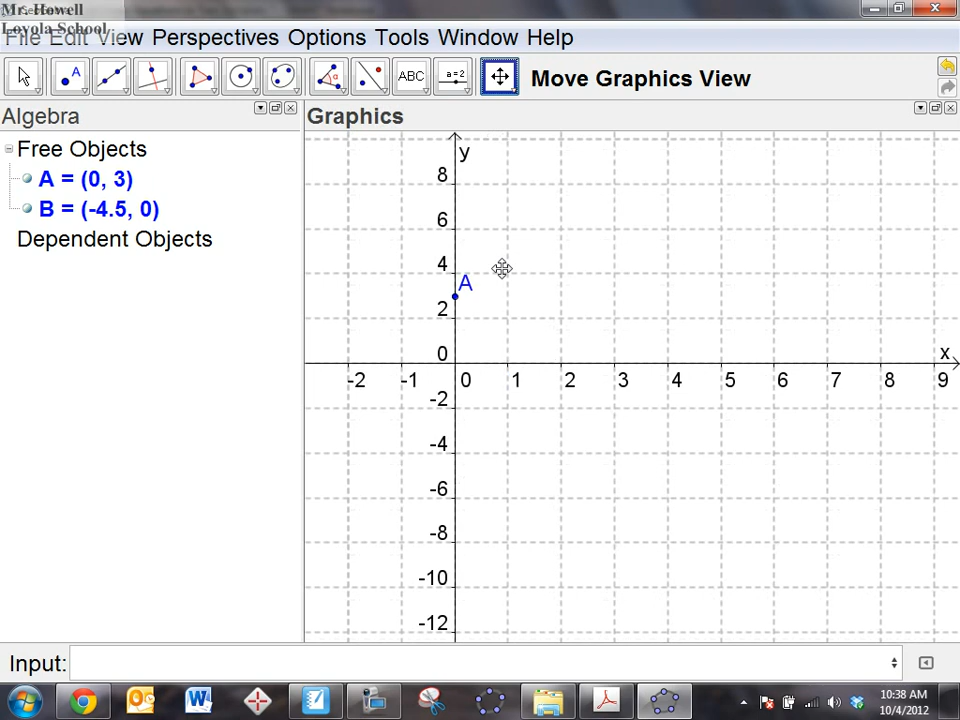 Mr. Howell
Loyola School
File Edit View Perspectives Options Tools Window Help
A
ABC
a=2
Move Graphics View
Algebra
Graphics
Free Objects
A = (0, 3)
B = (-4.5, 0)
Dependent Objects
y
8
6
4
A
2
0
x
-2 -1 0 1 2 3 4 5 6 7 8 9
-2
-4
-6
-8
-10
-12
Input:
10:38 AM
10/4/2012